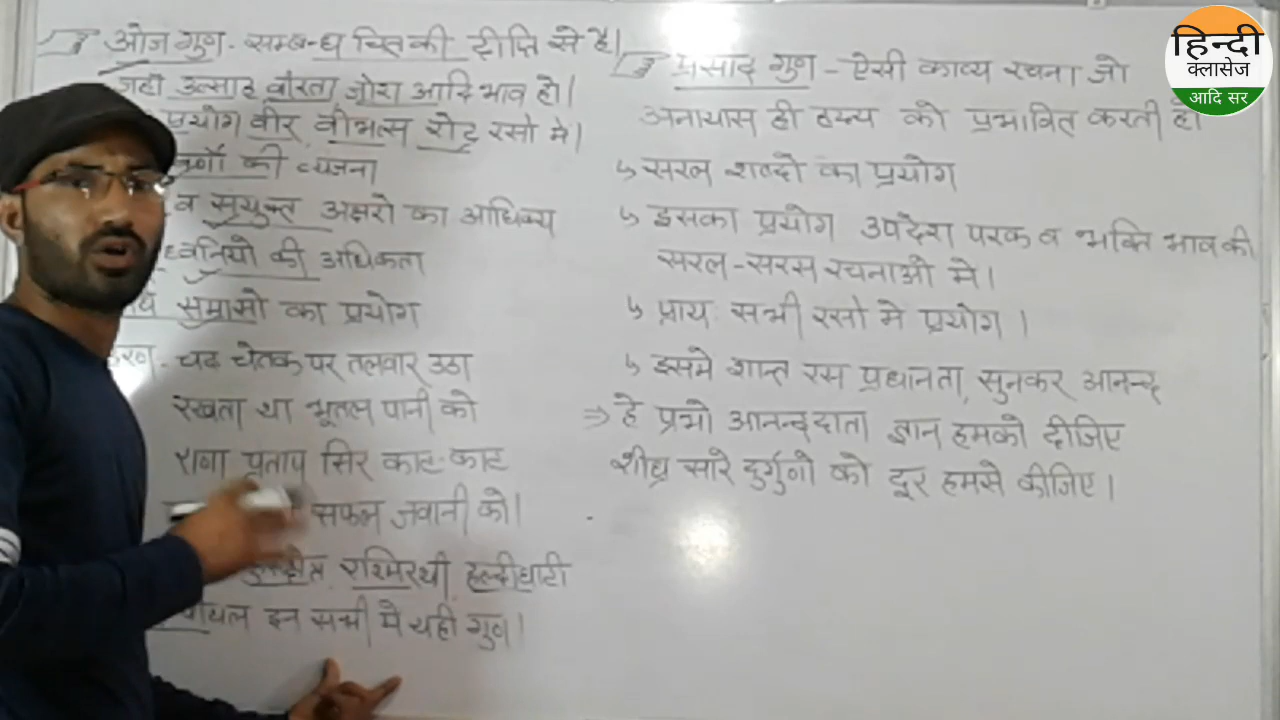 ओज गुण - सम्बन्ध चित की दीप्ति से है।
जहाँ उत्साह वीरता जोश आदि भाव हो।
प्रयोग वीर, वीभत्स रौद्र रसो मे।
की व्यंजना
व संयुक्त अक्षरो का आधिक्य
ध्वनियो की अधिकता
समासो का प्रयोग
चढ चेतक पर तलवार उठा
रखता था भूतल पानी को
राणा प्रताप सिर काट-काट
सफल जवानी को।
रश्मिरथी हल्दीघाटी
इन सभी मे यही गुण।
प्रसाद गुण - ऐसी काव्य रचना जो
अनायास ही हृदय को प्रभावित करती हो
↳ सरल शब्दो का प्रयोग
↳ इसका प्रयोग उपदेश परक व भक्ति भाव की
सरल-सरस रचनाओ मे।
↳ प्राय: सभी रसो मे प्रयोग।
↳ इसमे शान्त रस प्रधानता, सुनकर आनन्द
⇒ हे प्रभो आनन्ददाता ज्ञान हमको दीजिए
शीघ्र सारे दुर्गुणो को दूर हमसे कीजिए।
हिन्दी
क्लासेज
आदि सर